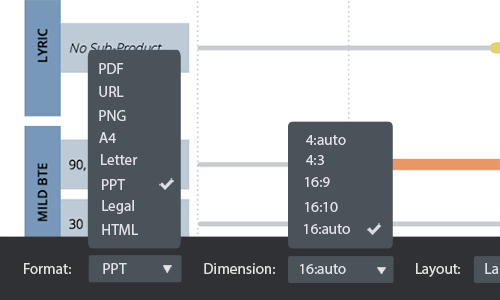 LYRIC
No Sub-Product
PDF
URL
PNG
A4
Letter
PPT
Legal
HTML
MILD BTE
90,
30
4:auto
4:3
16:9
16:10
16:auto
Format:
PPT
Dimension:
16:auto
Layout:
La